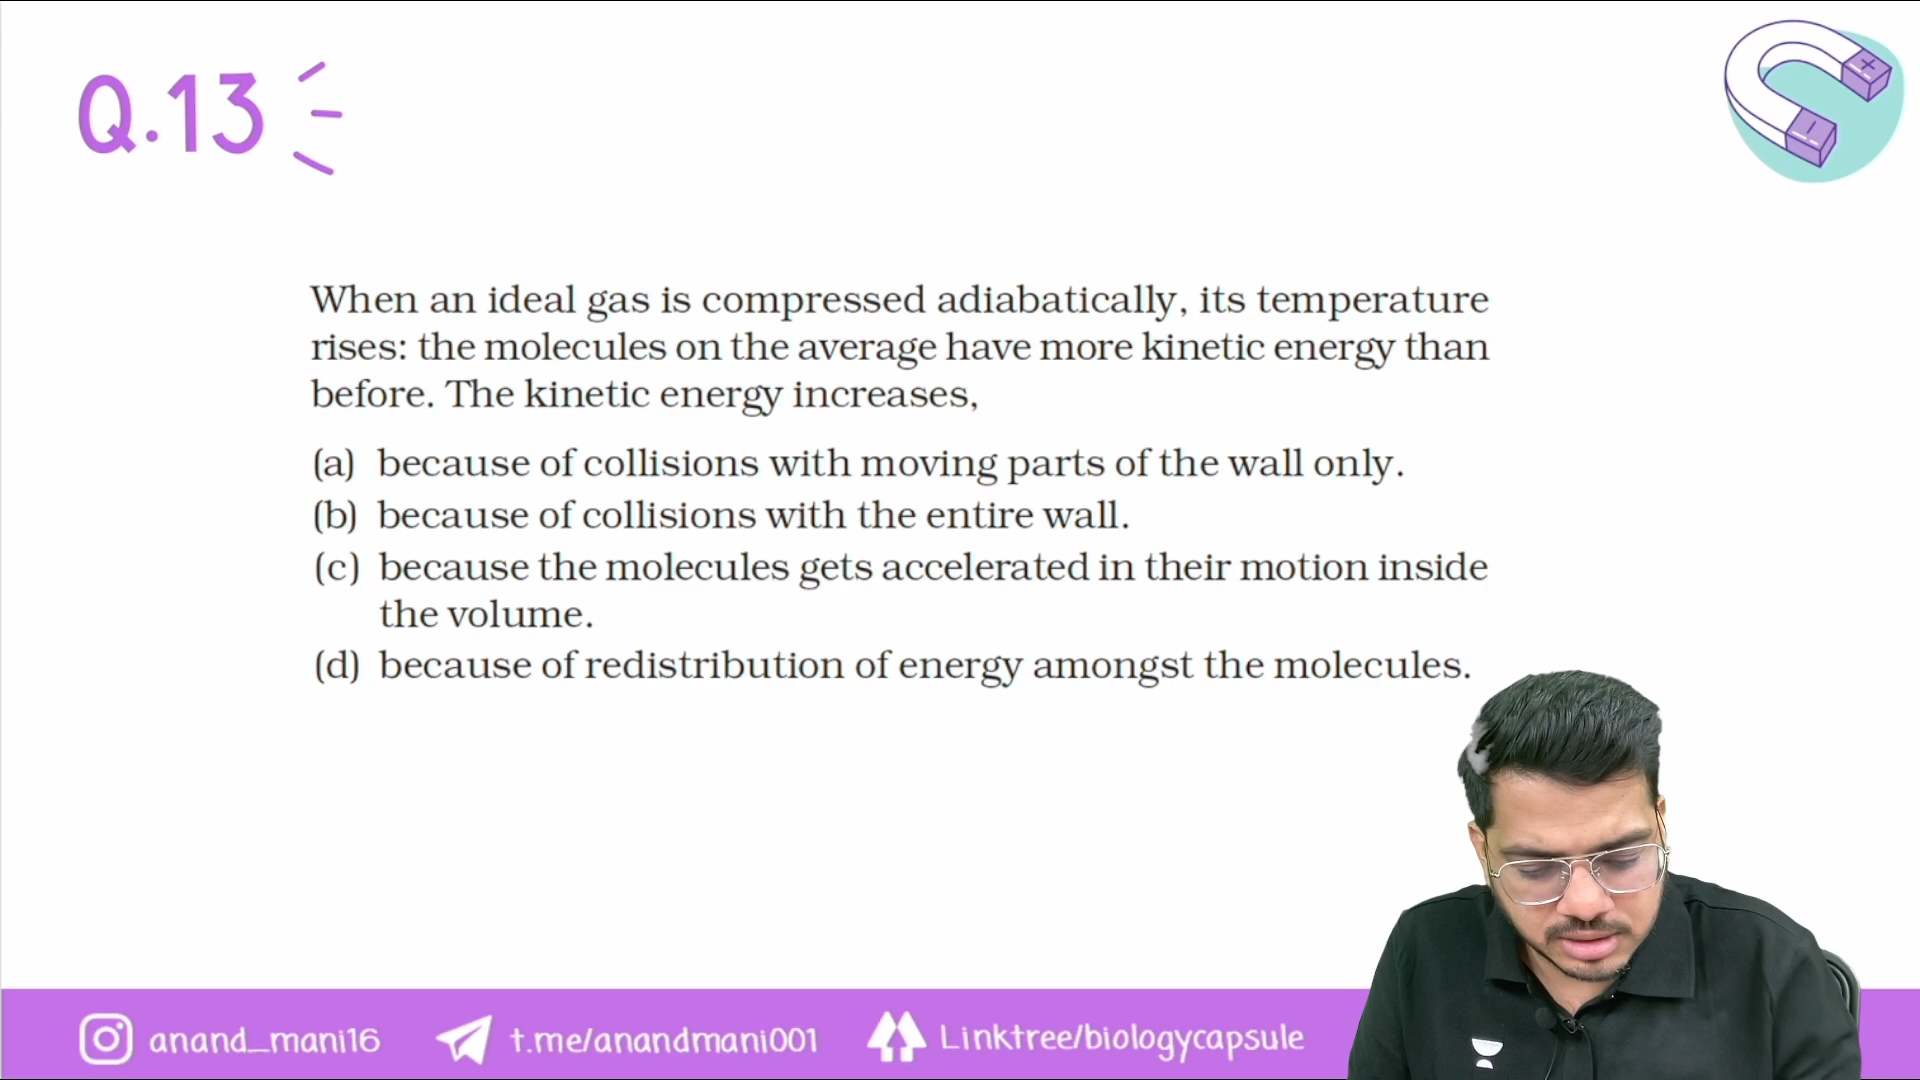 Q.13
When an ideal gas is compressed adiabatically, its temperature
rises: the molecules on the average have more kinetic energy than
before. The kinetic energy increases,
(a) because of collisions with moving parts of the wall only.
(b) because of collisions with the entire wall.
(c) because the molecules gets accelerated in their motion inside
the volume.
(d) because of redistribution of energy amongst the molecules.
anand_mani16 t.me/anandmani001 Linktree/biologycapsule